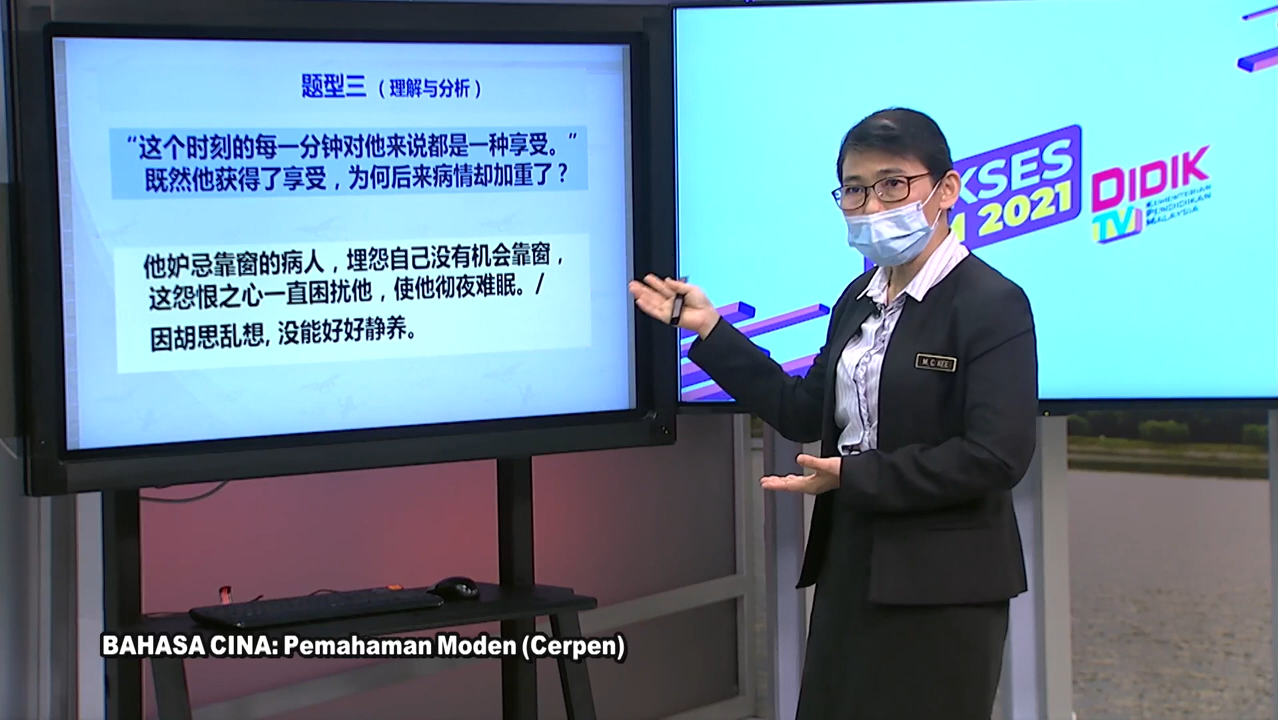 题型三（理解与分析）
“这个时刻的每一分钟对他来说都是一种享受。”
既然他获得了享受，为何后来病情却加重了？
他妒忌靠窗的病人，埋怨自己没有机会靠窗，
这怨恨之心一直困扰他，使他彻夜难眠。/
因胡思乱想, 没能好好静养。
KSES
2021
DIDIK
TV
KEMENTERIAN
PENDIDIKAN
MALAYSIA
M. C. KEE
BAHASA CINA: Pemahaman Moden (Cerpen)